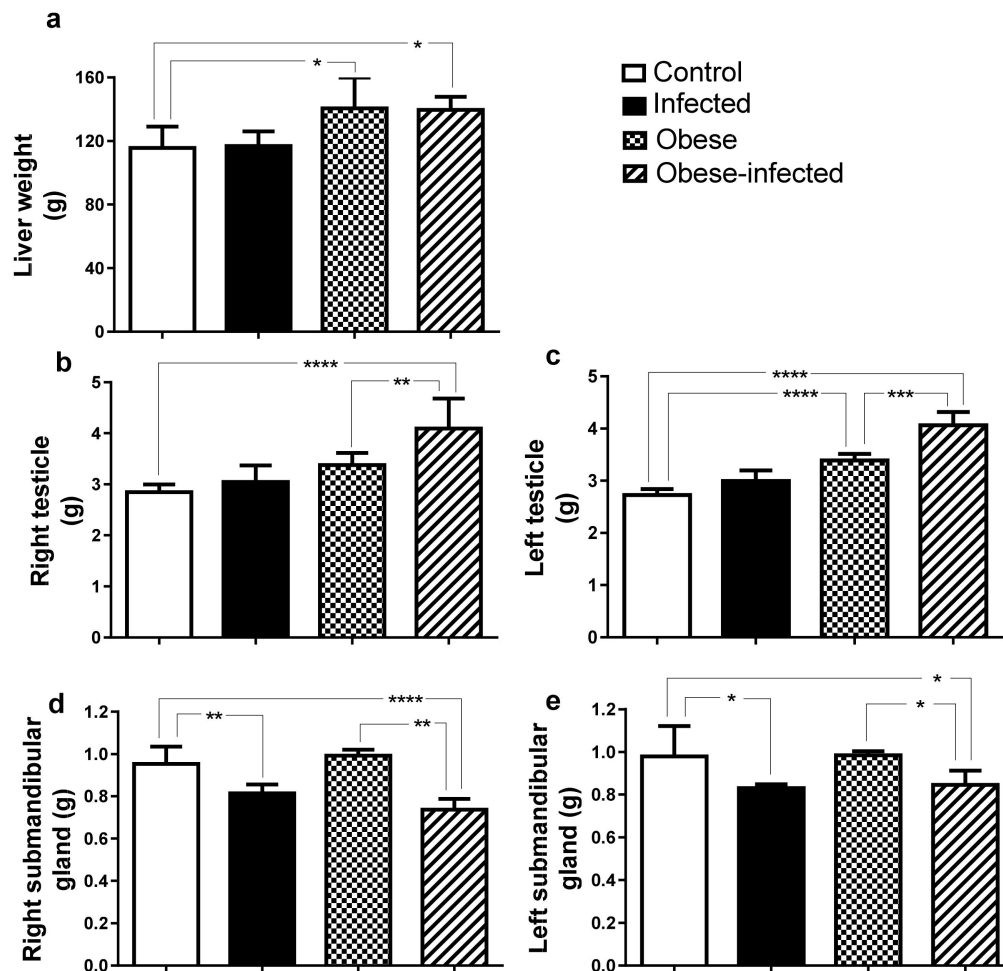 a
*
*
160
120
80
40
0
Liver weight
(g)
Control
Infected
Obese
Obese-infected
b
****
**
5
4
3
2
1
0
Right testicle
(g)
c
****
****
***
5
4
3
2
1
0
Left testicle
(g)
d
****
**
**
1.2
1.0
0.8
0.6
0.4
0.2
0.0
Right submandibular
gland (g)
e
*
*
*
1.2
1.0
0.8
0.6
0.4
0.2
0.0
Left submandibular
gland (g)